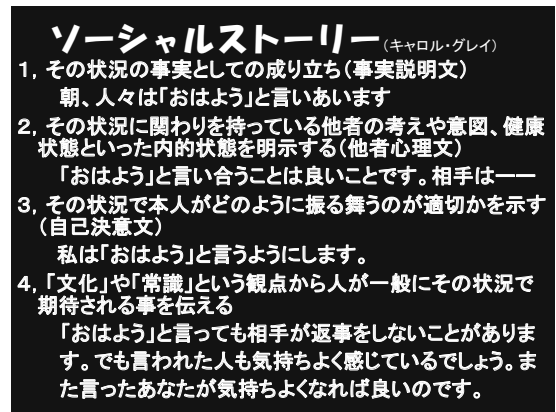 ソーシャルストーリー(キャロル・グレイ)
1,その状況の事実としての成り立ち(事実説明文)
朝、人々は「おはよう」と言いあいます
2,その状況に関わりを持っている他者の考えや意図、健康
状態といった内的状態を明示する(他者心理文)
「おはよう」と言い合うことは良いことです。相手は――
3,その状況で本人がどのように振る舞うのが適切かを示す
(自己決意文)
私は「おはよう」と言うようにします。
4,「文化」や「常識」という観点から人が一般にその状況で
期待される事を伝える
「おはよう」と言っても相手が返事をしないことがありま
す。でも言われた人も気持ちよく感じているでしょう。ま
た言ったあなたが気持ちよくなれば良いのです。